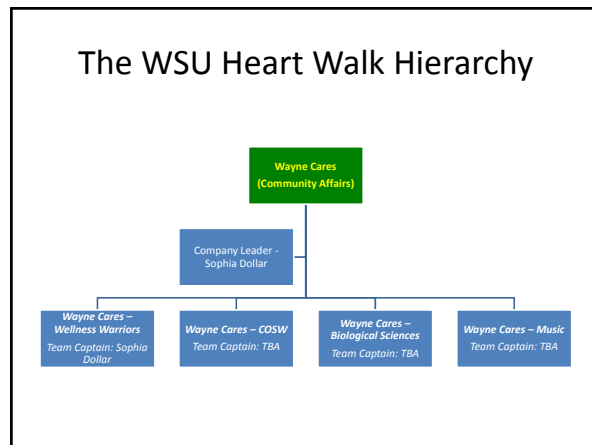 The WSU Heart Walk Hierarchy
Wayne Cares
(Community Affairs)
Company Leader -
Sophia Dollar
Wayne Cares –
Wellness Warriors
Team Captain: Sophia
Dollar
Wayne Cares – COSW
Team Captain: TBA
Wayne Cares –
Biological Sciences
Team Captain: TBA
Wayne Cares – Music
Team Captain: TBA